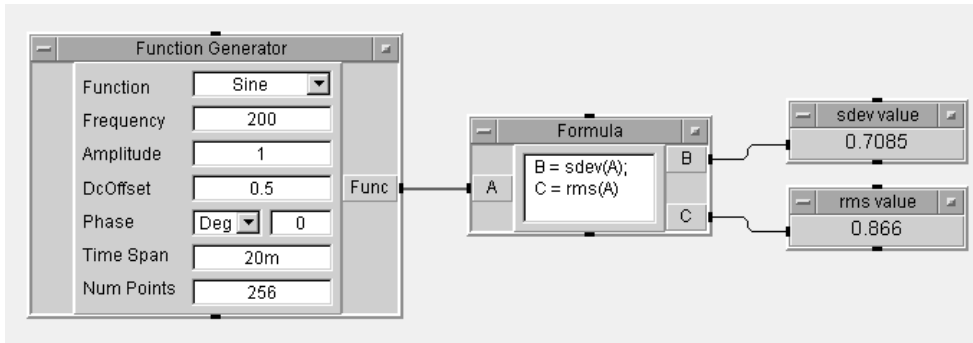 Function Generator
Function Sine
Frequency 200
Amplitude 1
DcOffset 0.5
Phase Deg 0
Time Span 20m
Num Points 256
Func
Formula
A
B = sdev(A);
C = rms(A)
B
C
sdev value
0.7085
rms value
0.866